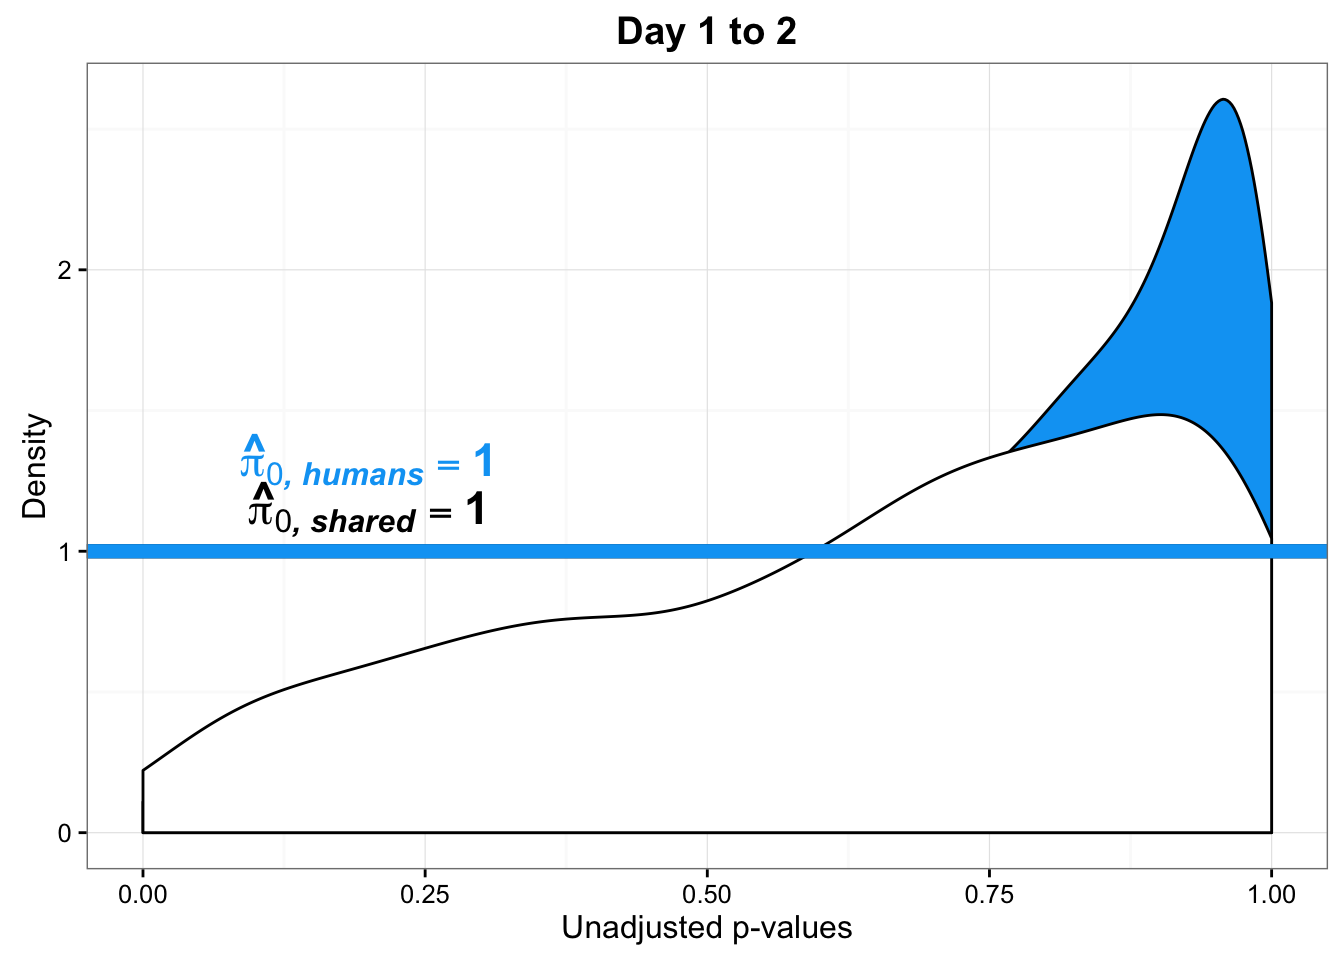 Day 1 to 2
Density
2
1
0
π̂0, humans = 1
π̂0, shared = 1
0.00 0.25 0.50 0.75 1.00
Unadjusted p-values